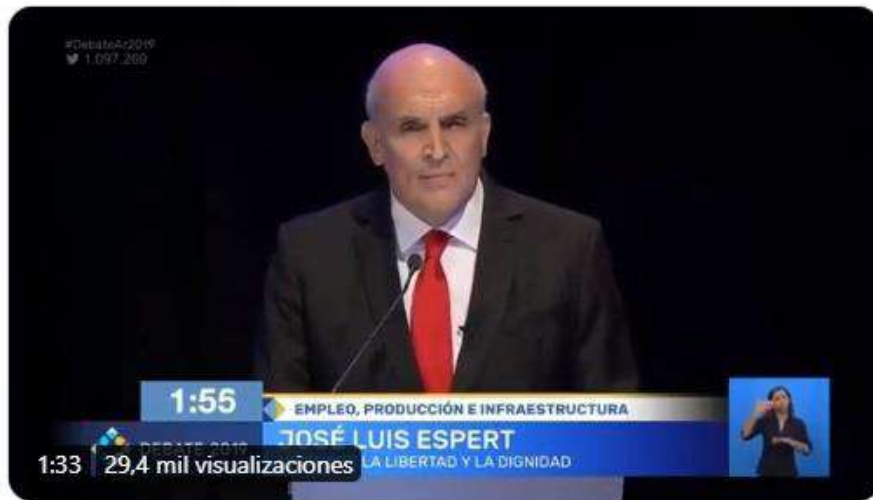 #DebateAr2019
1.097.260
1:55
EMPLEO, PRODUCCIÓN E INFRAESTRUCTURA
DEBATE 2019
JOSÉ LUIS ESPERT
LA LIBERTAD Y LA DIGNIDAD
1:33
29,4 mil visualizaciones